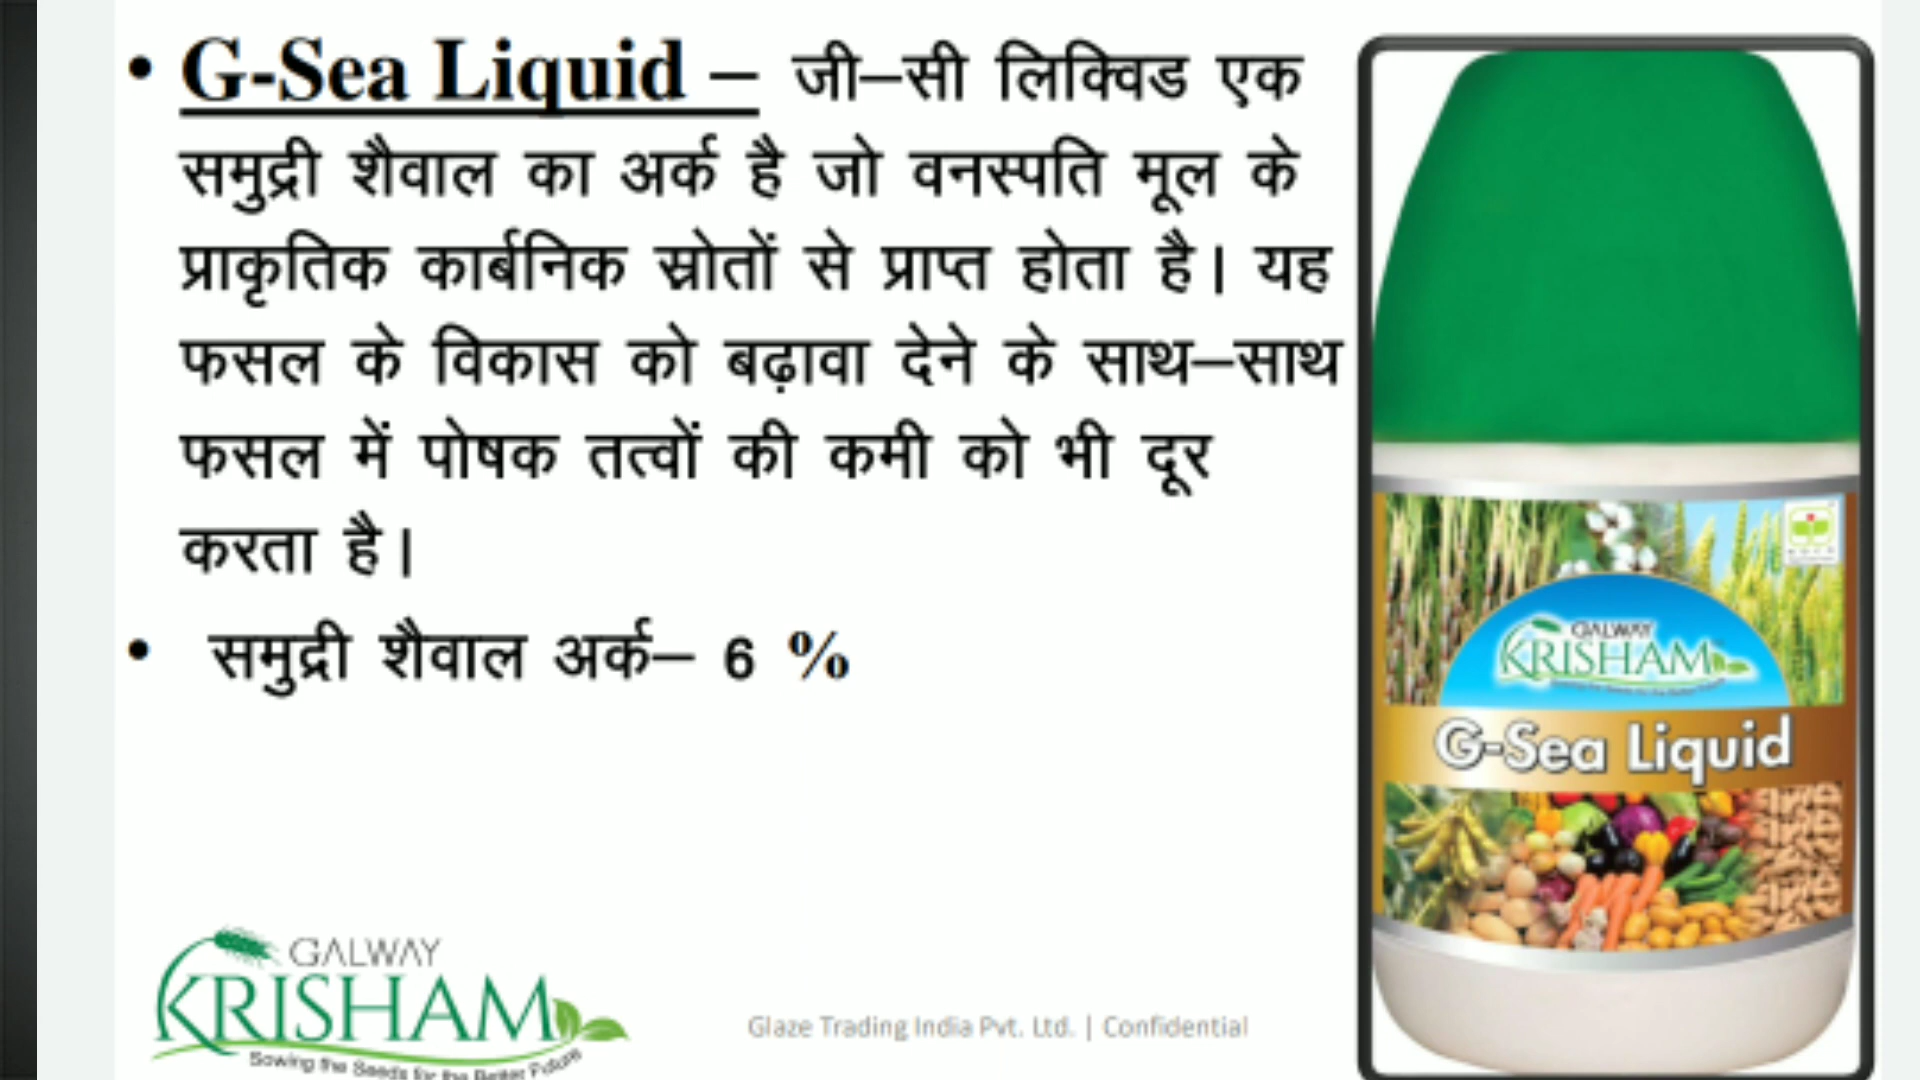 • G-Sea Liquid – जी–सी लिक्विड एक
समुद्री शैवाल का अर्क है जो वनस्पति मूल के
प्राकृतिक कार्बनिक स्रोतों से प्राप्त होता है। यह
फसल के विकास को बढ़ावा देने के साथ–साथ
फसल में पोषक तत्वों की कमी को भी दूर
करता है।
• समुद्री शैवाल अर्क– 6 %
GALWAY
KRISHAM
G-Sea Liquid
GALWAY
KRISHAM
Sowing the Seeds for the Better Future
Glaze Trading India Pvt. Ltd. | Confidential